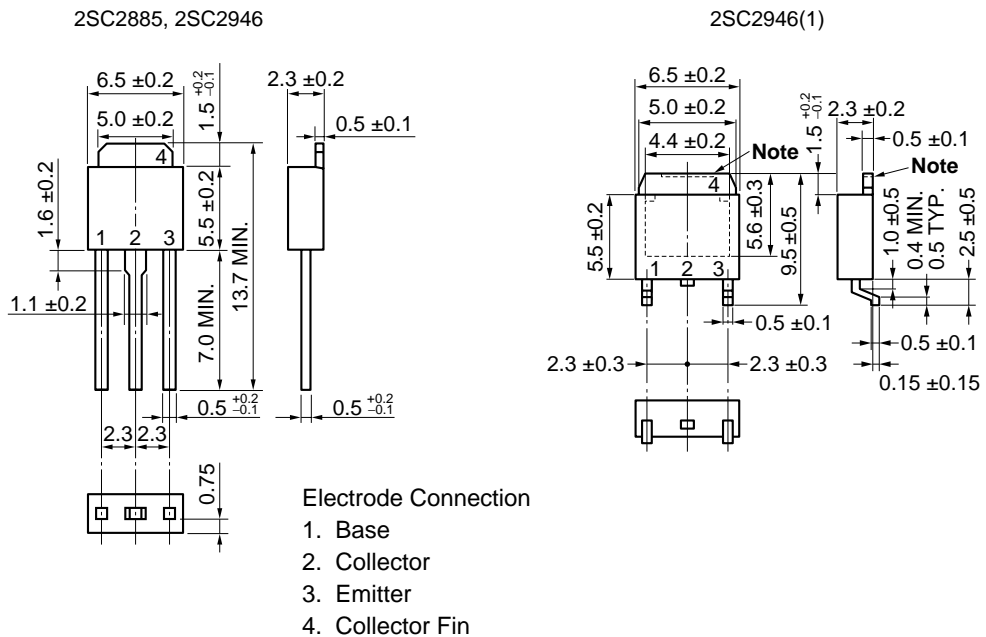 2SC2885, 2SC2946
6.5 ±0.2
5.0 ±0.2
1.5 +0.2 −0.1
2.3 ±0.2
0.5 ±0.1
4
1.6 ±0.2
5.5 ±0.2
1 2 3
13.7 MIN.
1.1 ±0.2
7.0 MIN.
0.5 +0.2 −0.1
0.5 +0.2 −0.1
2.3 2.3
0.75
2SC2946(1)
6.5 ±0.2
5.0 ±0.2
4.4 ±0.2
1.5 +0.2 −0.1
2.3 ±0.2
0.5 ±0.1
Note
Note
4
5.5 ±0.2
5.6 ±0.3
9.5 ±0.5
1.0 ±0.5
0.4 MIN.
0.5 TYP.
2.5 ±0.5
1 2 3
0.5 ±0.1
0.5 ±0.1
2.3 ±0.3
2.3 ±0.3
0.15 ±0.15
Electrode Connection
1. Base
2. Collector
3. Emitter
4. Collector Fin